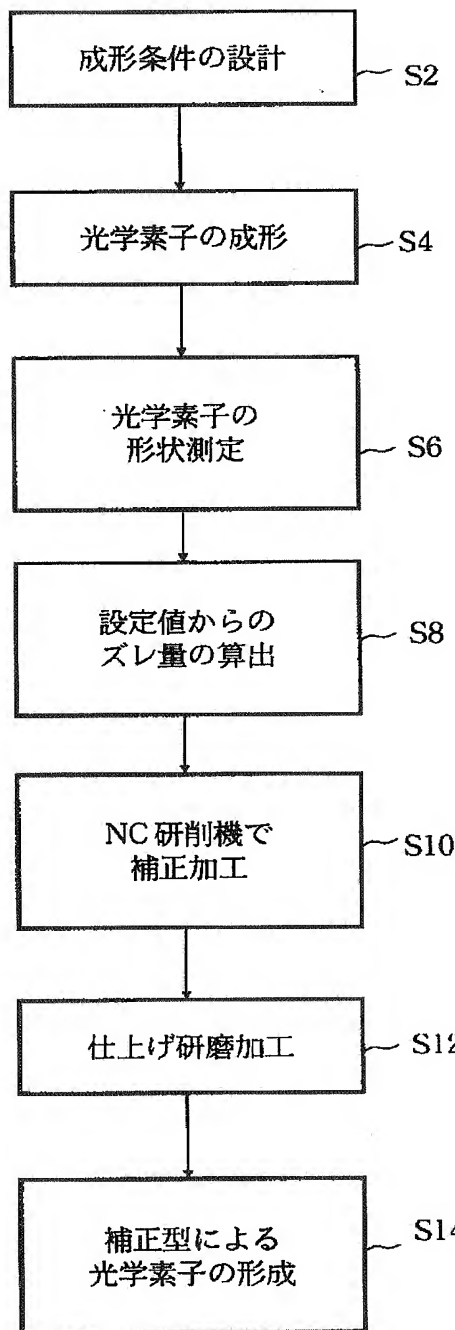 成形条件の設計
S2
光学素子の成形
S4
光学素子の
形状測定
S6
設定値からの
ズレ量の算出
S8
NC研削機で
補正加工
S10
仕上げ研磨加工
S12
補正型による
光学素子の形成
S14